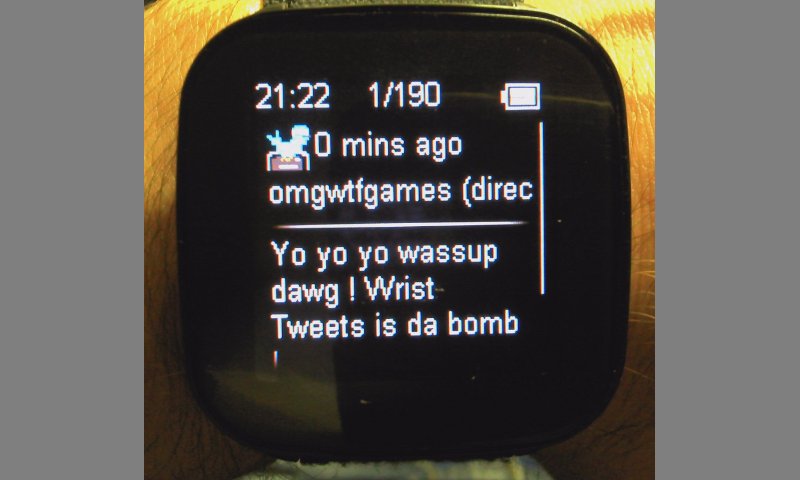 21:22 1/190
0 mins ago
omgwtfgames (direc
Yo yo yo wassup
dawg ! Wrist
Tweets is da bomb
!